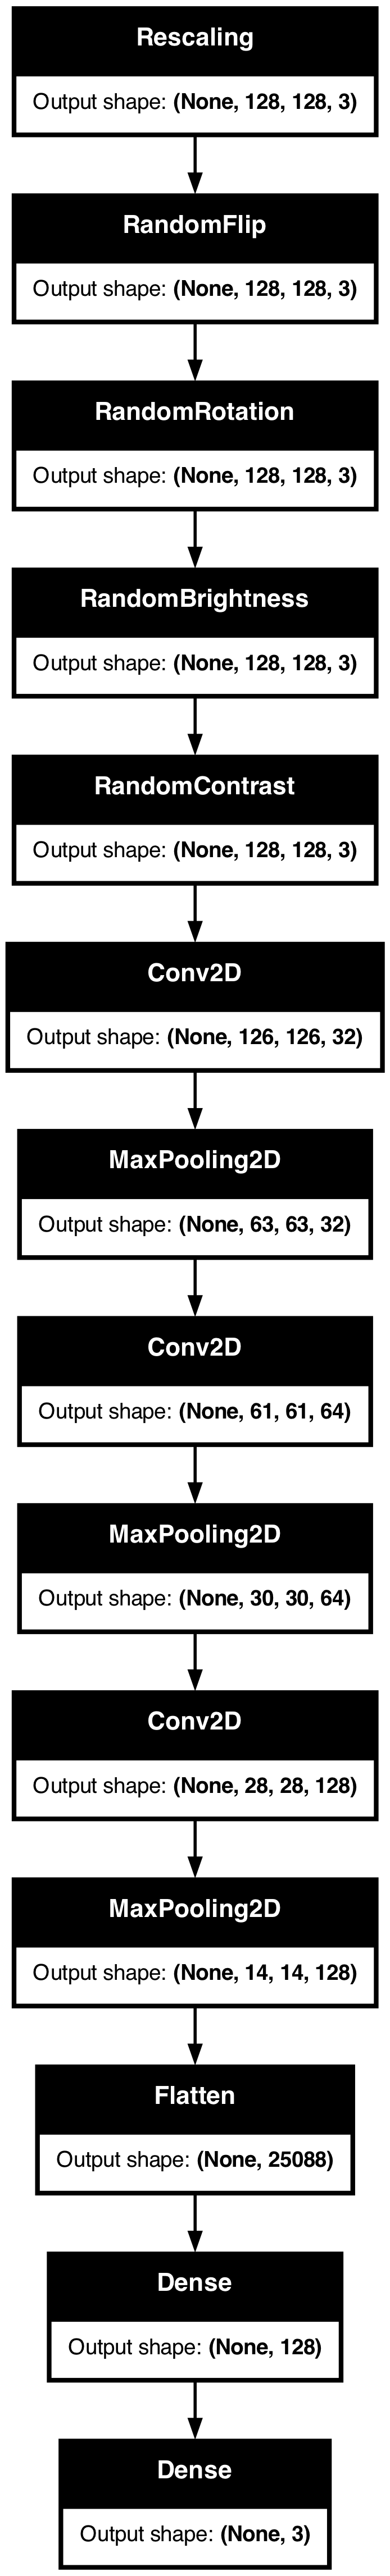 Rescaling
Output shape: (None, 128, 128, 3)
RandomFlip
Output shape: (None, 128, 128, 3)
RandomRotation
Output shape: (None, 128, 128, 3)
RandomBrightness
Output shape: (None, 128, 128, 3)
RandomContrast
Output shape: (None, 128, 128, 3)
Conv2D
Output shape: (None, 126, 126, 32)
MaxPooling2D
Output shape: (None, 63, 63, 32)
Conv2D
Output shape: (None, 61, 61, 64)
MaxPooling2D
Output shape: (None, 30, 30, 64)
Conv2D
Output shape: (None, 28, 28, 128)
MaxPooling2D
Output shape: (None, 14, 14, 128)
Flatten
Output shape: (None, 25088)
Dense
Output shape: (None, 128)
Dense
Output shape: (None, 3)